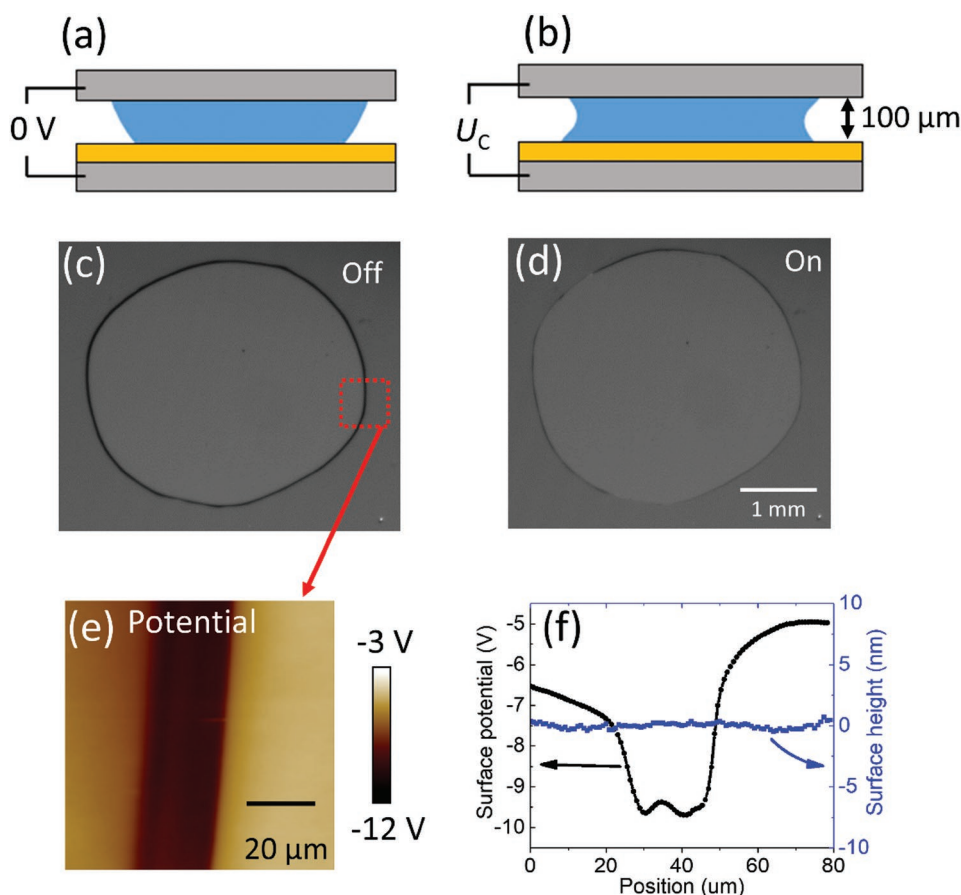 (a)
0 V
(b)
U_C
100 µm
(c)
Off
(d)
On
1 mm
(e)
Potential
-3 V
-12 V
20 µm
(f)
Surface potential (V)
-5
-6
-7
-8
-9
-10
0
20
40
60
80
Position (um)
10
5
0
-5
-10
Surface height (nm)